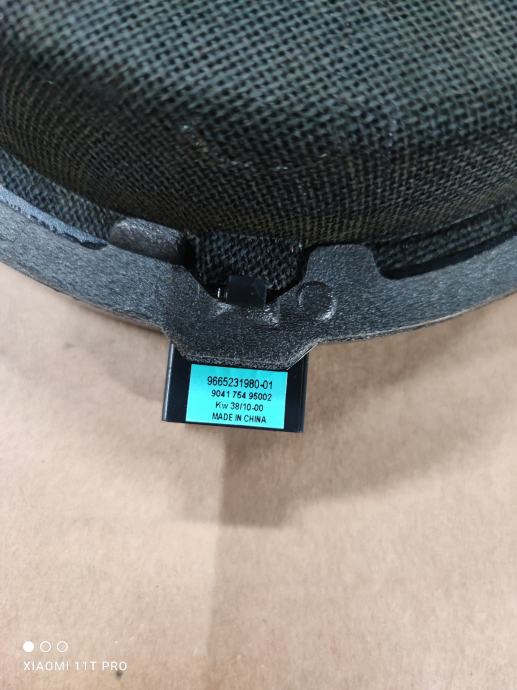 9665231980-01
9041 754 95002
Kw 38/10-00
MADE IN CHINA
XIAOMI 11T PRO